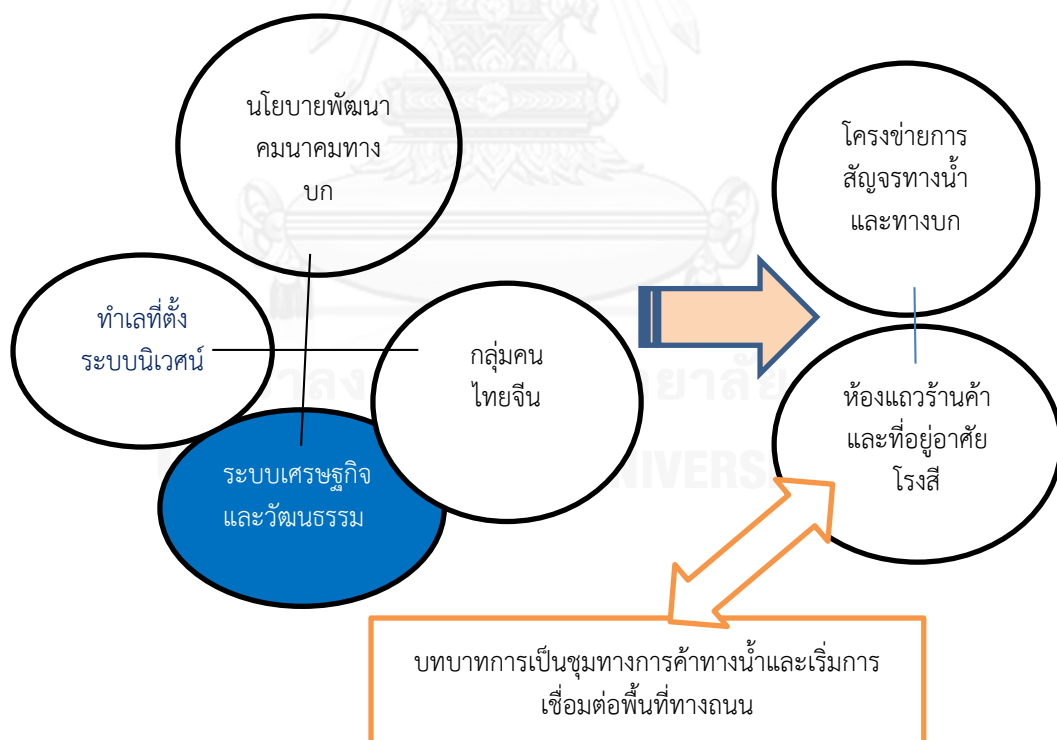 นโยบายพัฒนา
คมนาคมทาง
บก
ทำเลที่ตั้ง
ระบบนิเวศน์
กลุ่มคน
ไทยจีน
ระบบเศรษฐกิจ
และวัฒนธรรม
โครงข่ายการ
สัญจรทางน้ำ
และทางบก
ห้องแถวร้านค้า
และที่อยู่อาศัย
โรงสี
บทบาทการเป็นชุมทางการค้าทางน้ำและเริ่มการ
เชื่อมต่อพื้นที่ทางถนน